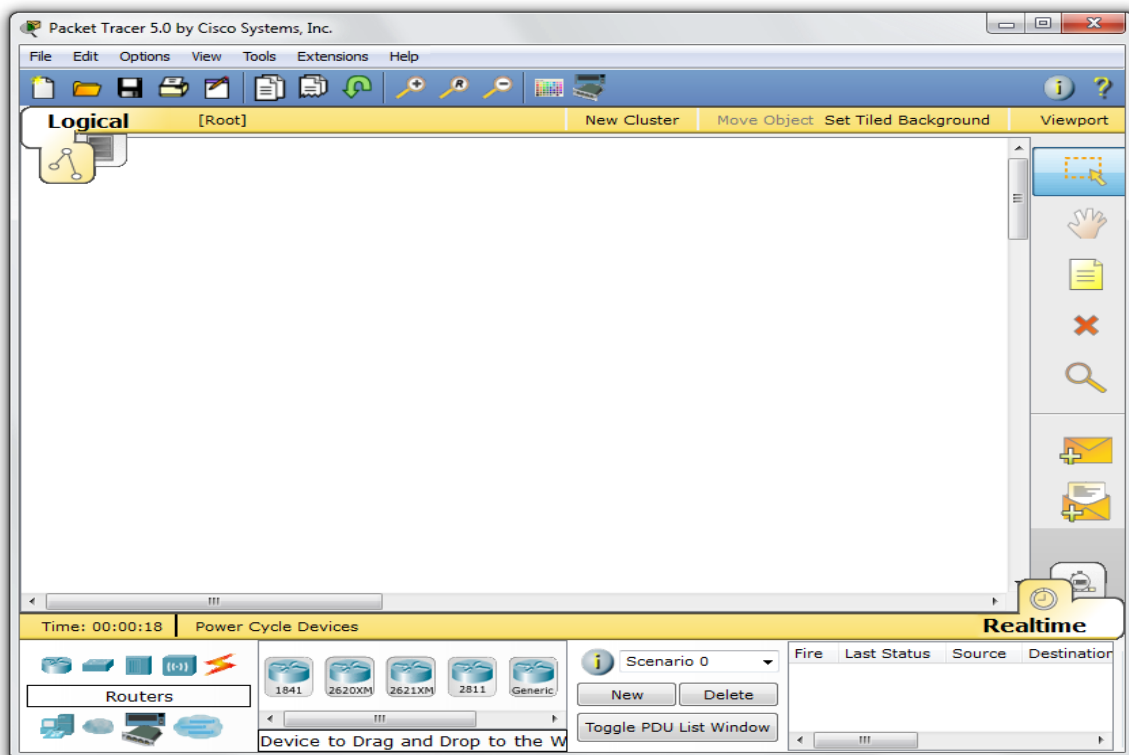 Packet Tracer 5.0 by Cisco Systems, Inc.
File Edit Options View Tools Extensions Help
Logical [Root] New Cluster Move Object Set Tiled Background Viewport
Time: 00:00:18 Power Cycle Devices Realtime
Routers
1841 2620XM 2621XM 2811 Generic
Device to Drag and Drop to the W
Scenario 0
New Delete
Toggle PDU List Window
Fire Last Status Source Destination